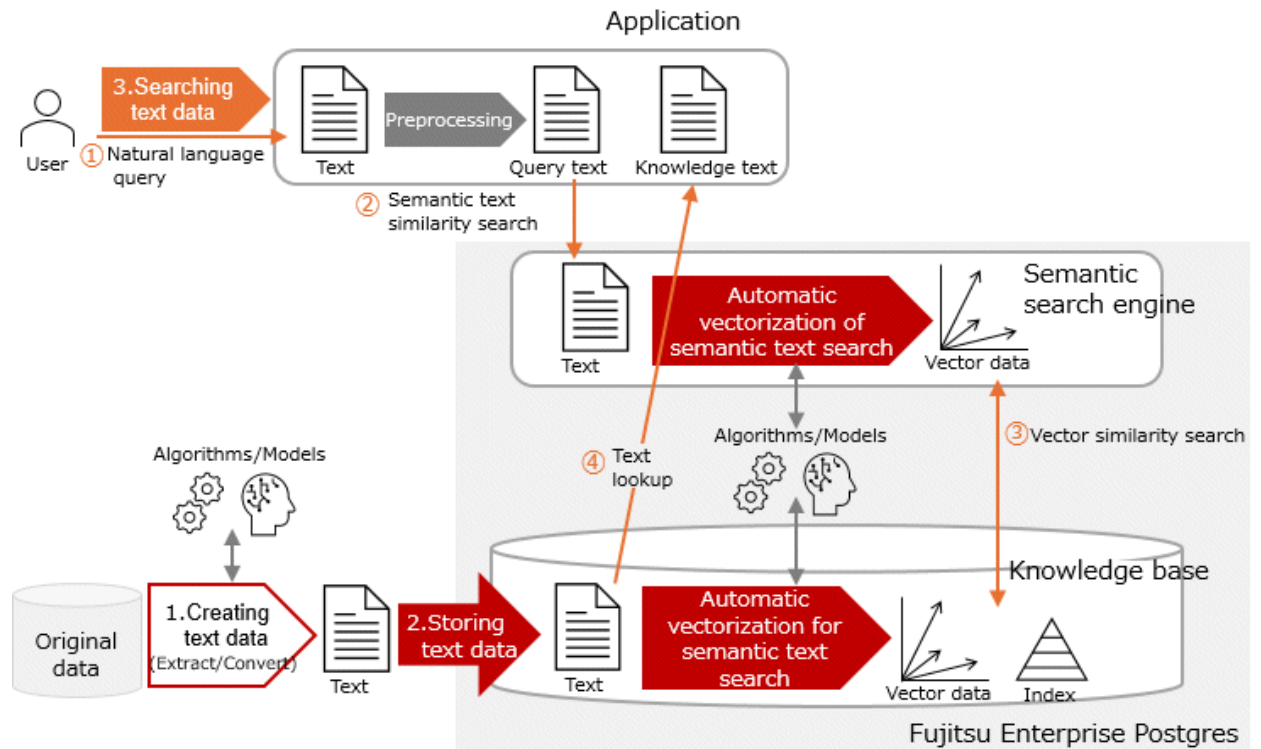 Application
3.Searching
text data
User
① Natural language
query
Text
Preprocessing
Query text
Knowledge text
② Semantic text
similarity search
Text
Automatic
vectorization of
semantic text search
Vector data
Semantic
search engine
Algorithms/Models
③ Vector similarity search
④ Text
lookup
Algorithms/Models
Original
data
1.Creating
text data
(Extract/Convert)
Text
2.Storing
text data
Text
Automatic
vectorization for
semantic text
search
Vector data
Index
Knowledge base
Fujitsu Enterprise Postgres